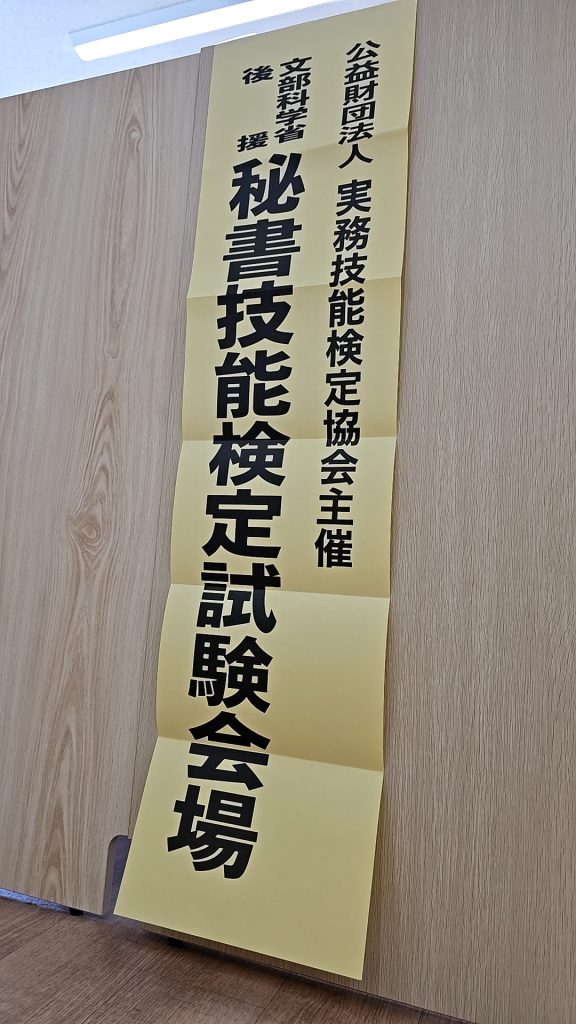 公益財団法人 実務技能検定協会主催
文部科学省
後援
秘書技能検定試験会場